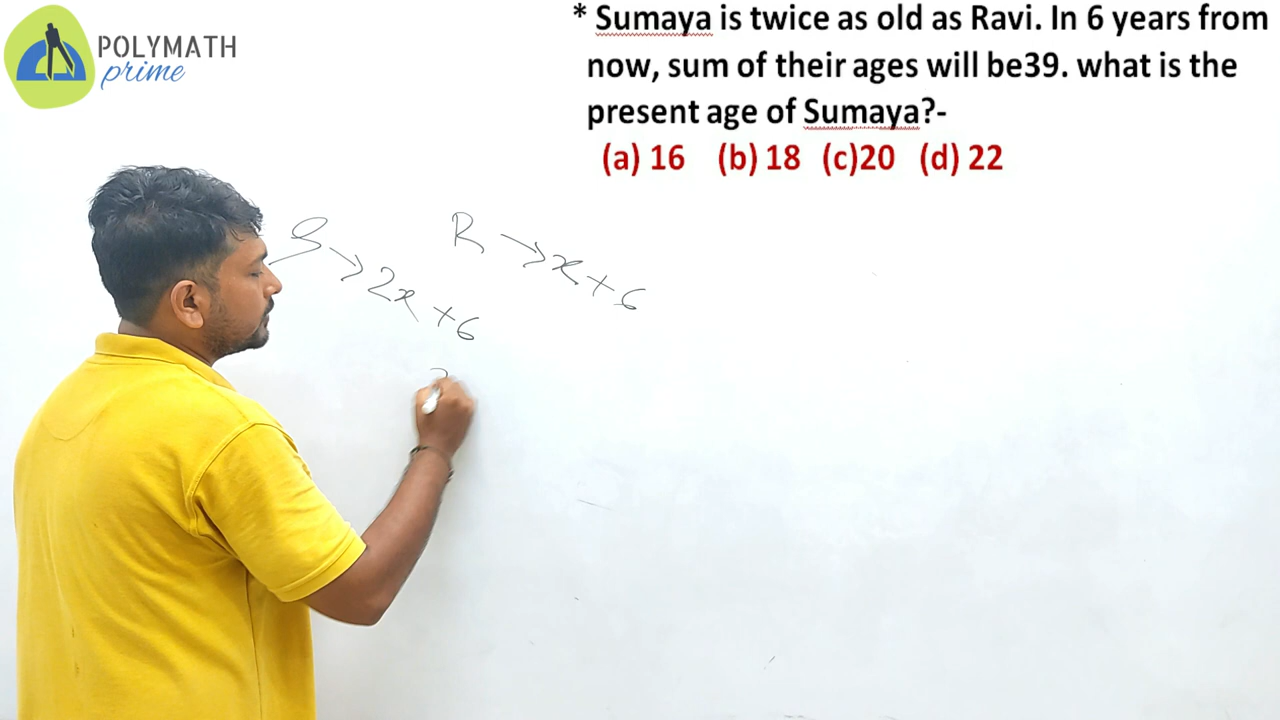 POLYMATH
prime
* Sumaya is twice as old as Ravi. In 6 years from
now, sum of their ages will be39. what is the
present age of Sumaya?-
(a) 16 (b) 18 (c)20 (d) 22
S → 2x + 6
R → x + 6